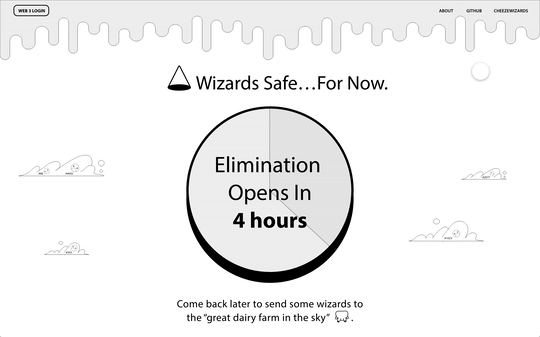 WEB 3 LOGIN
ABOUT
GITHUB
CHEEZEWIZARDS
Wizards Safe…For Now.
Elimination
Opens In
4 hours
Come back later to send some wizards to
the “great dairy farm in the sky” .